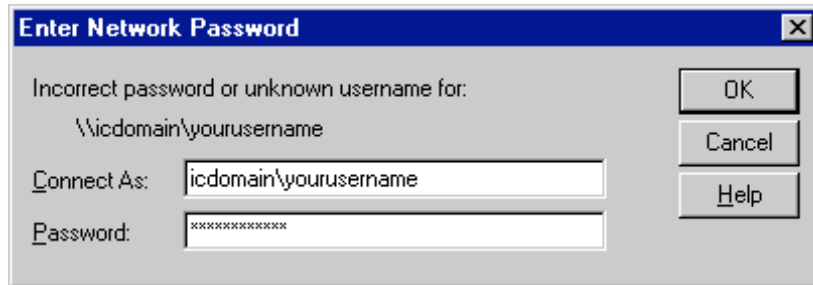 Enter Network Password
Incorrect password or unknown username for:
\\icdomain\yourusername
Connect As: icdomain\yourusername
Password: ************
OK
Cancel
Help